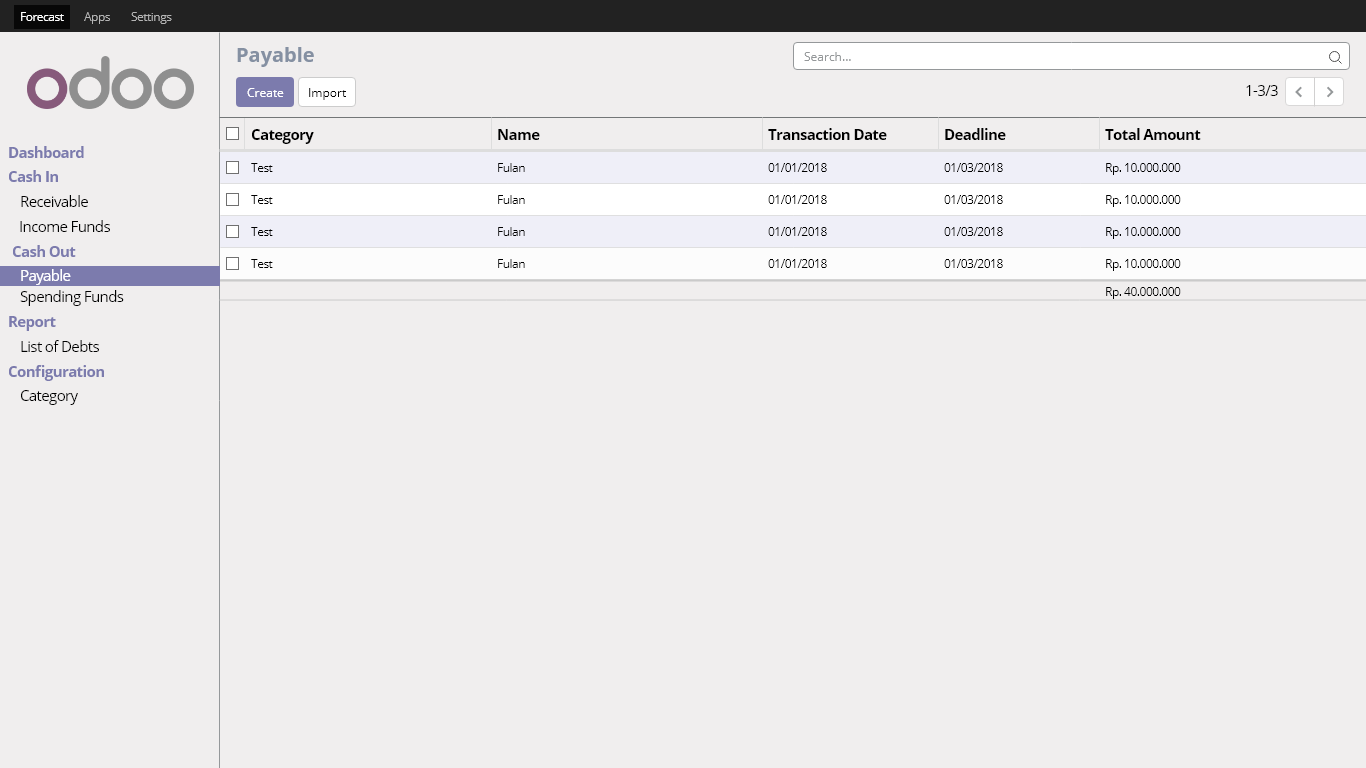 Forecast Apps Settings
odoo
Payable
Search...
Create Import
1-3/3
Dashboard
Cash In
Receivable
Income Funds
Cash Out
Payable
Spending Funds
Report
List of Debts
Configuration
Category
Category Name Transaction Date Deadline Total Amount
Test Fulan 01/01/2018 01/03/2018 Rp. 10.000.000
Test Fulan 01/01/2018 01/03/2018 Rp. 10.000.000
Test Fulan 01/01/2018 01/03/2018 Rp. 10.000.000
Test Fulan 01/01/2018 01/03/2018 Rp. 10.000.000
Rp. 40.000.000